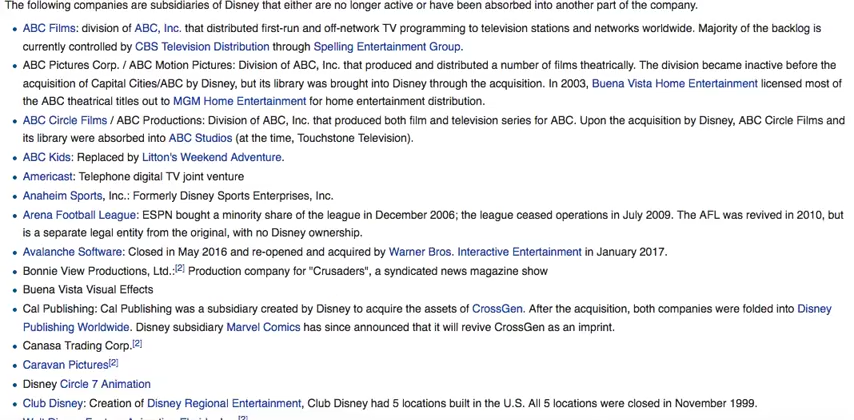 The following companies are subsidiaries of Disney that either are no longer active or have been absorbed into another part of the company.
• ABC Films: division of ABC, Inc. that distributed first-run and off-network TV programming to television stations and networks worldwide. Majority of the backlog is
currently controlled by CBS Television Distribution through Spelling Entertainment Group.
• ABC Pictures Corp. / ABC Motion Pictures: Division of ABC, Inc. that produced and distributed a number of films theatrically. The division became inactive before the
acquisition of Capital Cities/ABC by Disney, but its library was brought into Disney through the acquisition. In 2003, Buena Vista Home Entertainment licensed most of
the ABC theatrical titles out to MGM Home Entertainment for home entertainment distribution.
• ABC Circle Films / ABC Productions: Division of ABC, Inc. that produced both film and television series for ABC. Upon the acquisition by Disney, ABC Circle Films and
its library were absorbed into ABC Studios (at the time, Touchstone Television).
• ABC Kids: Replaced by Litton's Weekend Adventure.
• Americast: Telephone digital TV joint venture
• Anaheim Sports, Inc.: Formerly Disney Sports Enterprises, Inc.
• Arena Football League: ESPN bought a minority share of the league in December 2006; the league ceased operations in July 2009. The AFL was revived in 2010, but
is a separate legal entity from the original, with no Disney ownership.
• Avalanche Software: Closed in May 2016 and re-opened and acquired by Warner Bros. Interactive Entertainment in January 2017.
• Bonnie View Productions, Ltd.:[2] Production company for "Crusaders", a syndicated news magazine show
• Buena Vista Visual Effects
• Cal Publishing: Cal Publishing was a subsidiary created by Disney to acquire the assets of CrossGen. After the acquisition, both companies were folded into Disney
Publishing Worldwide. Disney subsidiary Marvel Comics has since announced that it will revive CrossGen as an imprint.
• Canasa Trading Corp.[2]
• Caravan Pictures[2]
• Disney Circle 7 Animation
• Club Disney: Creation of Disney Regional Entertainment, Club Disney had 5 locations built in the U.S. All 5 locations were closed in November 1999.